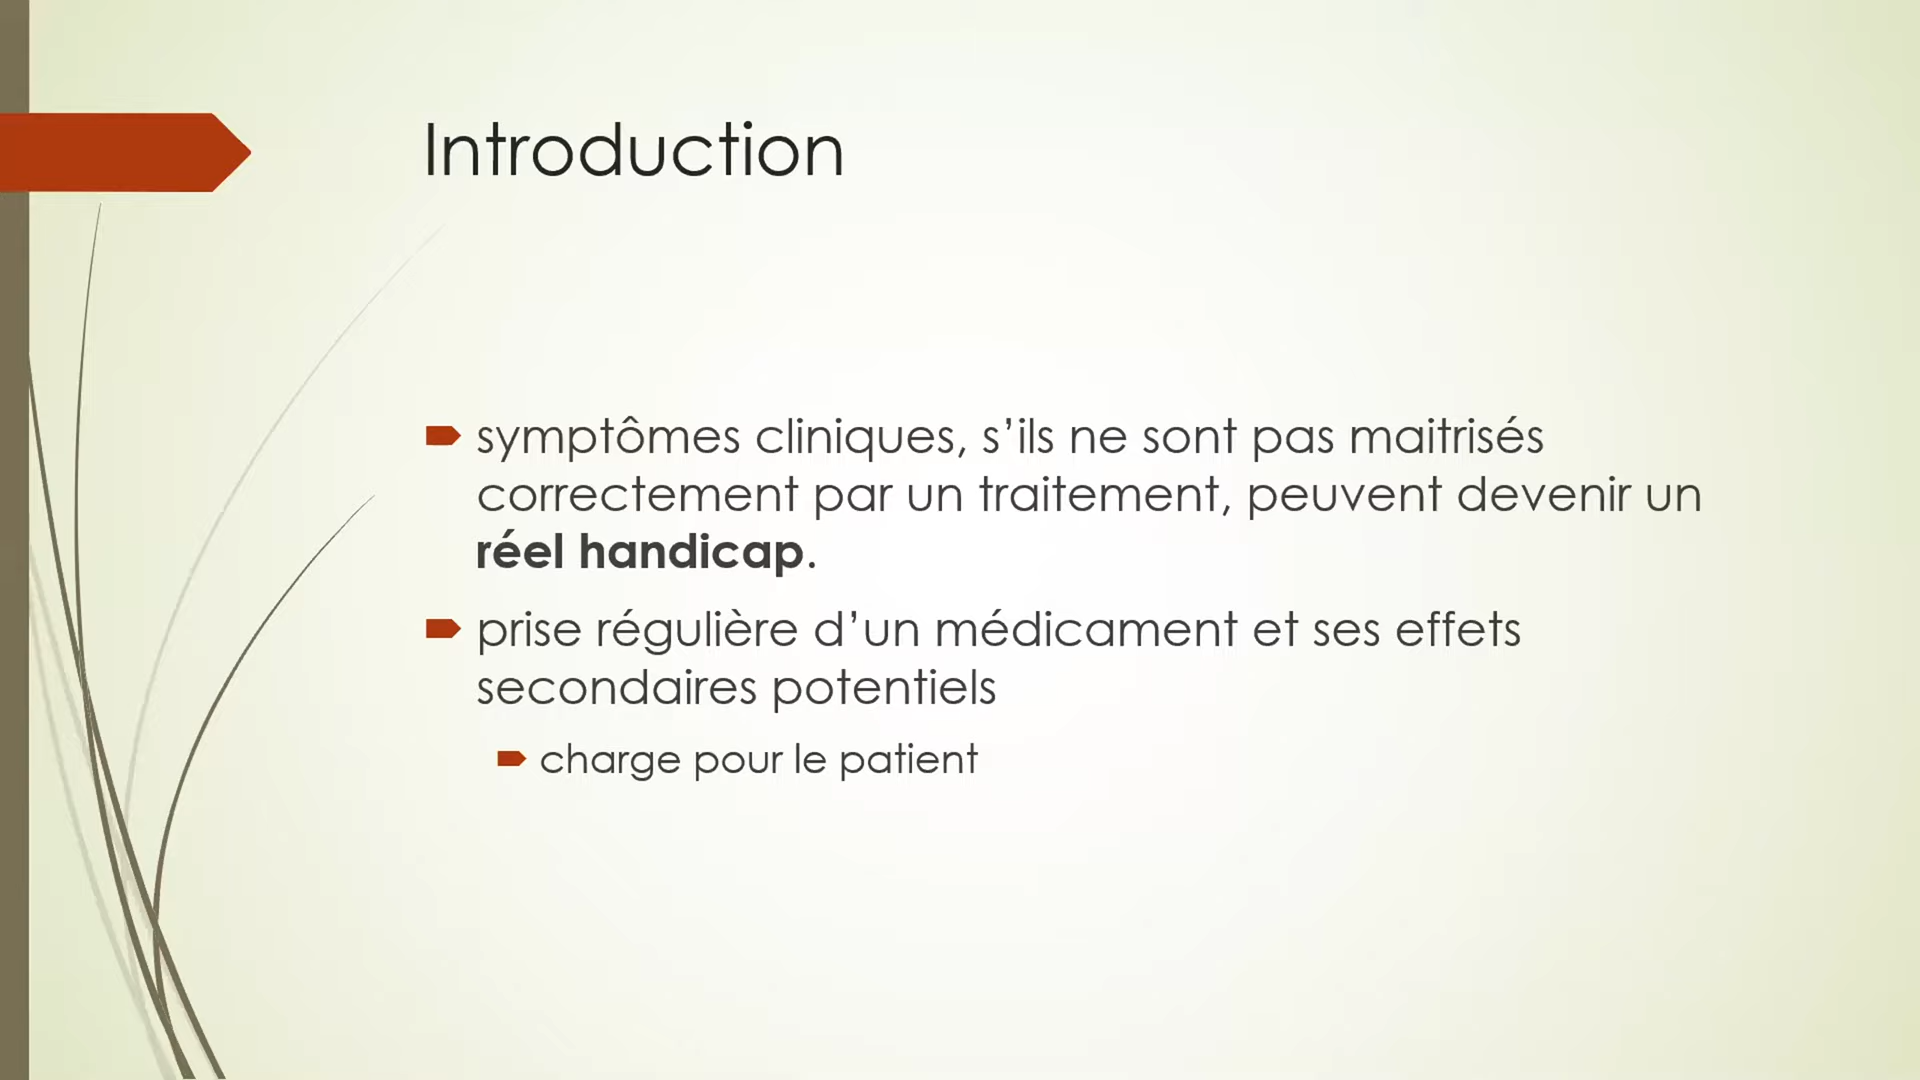 Introduction
symptômes cliniques, s’ils ne sont pas maitrisés
correctement par un traitement, peuvent devenir un
réel handicap.
prise régulière d’un médicament et ses effets
secondaires potentiels
charge pour le patient